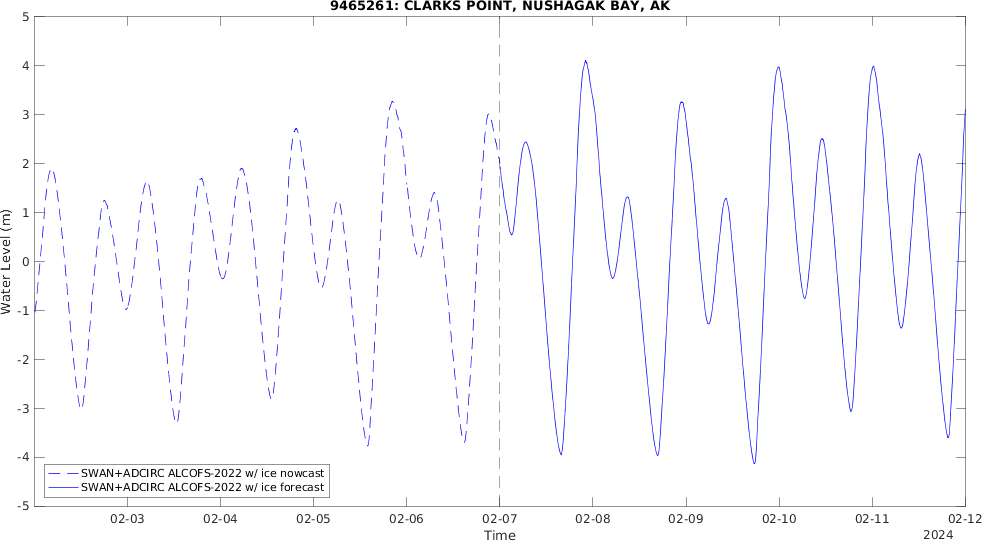 9465261: CLARKS POINT, NUSHAGAK BAY, AK
Water Level (m)
5
4
3
2
1
0
-1
-2
-3
-4
-5
SWAN+ADCIRC ALCOFS-2022 w/ ice nowcast
SWAN+ADCIRC ALCOFS-2022 w/ ice forecast
02-03 02-04 02-05 02-06 02-07 02-08 02-09 02-10 02-11 02-12
Time
2024